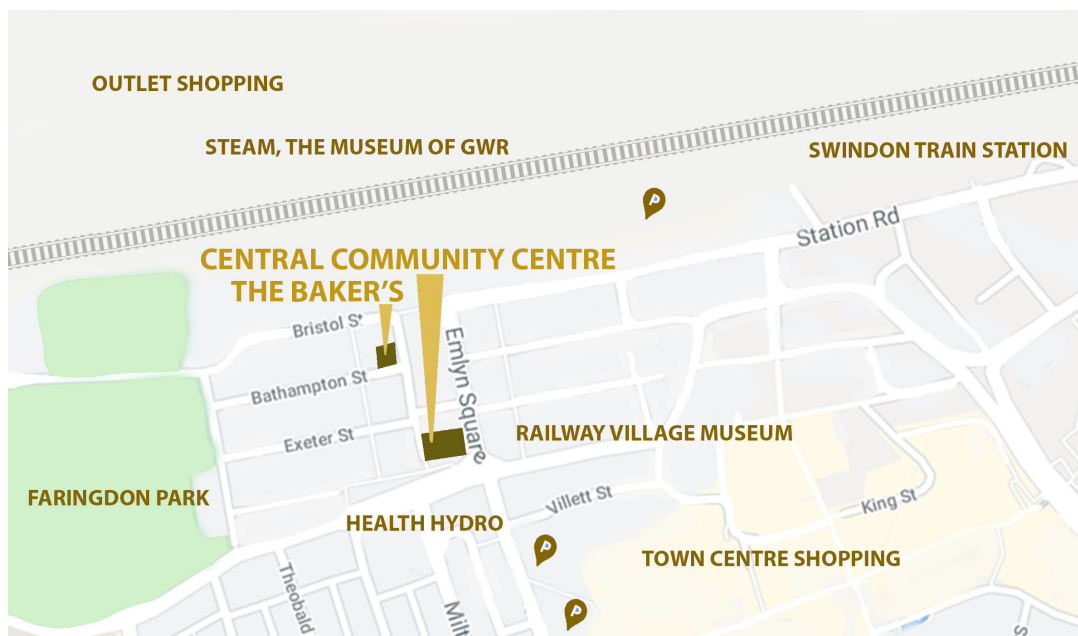 OUTLET SHOPPING
STEAM, THE MUSEUM OF GWR
SWINDON TRAIN STATION
P
Station Rd
CENTRAL COMMUNITY CENTRE
THE BAKER'S
Bristol St
Emlyn Square
Bathampton St
Exeter St
RAILWAY VILLAGE MUSEUM
FARINGDON PARK
Villett St
King St
HEALTH HYDRO
P
TOWN CENTRE SHOPPING
Theobald
Milt
P
S